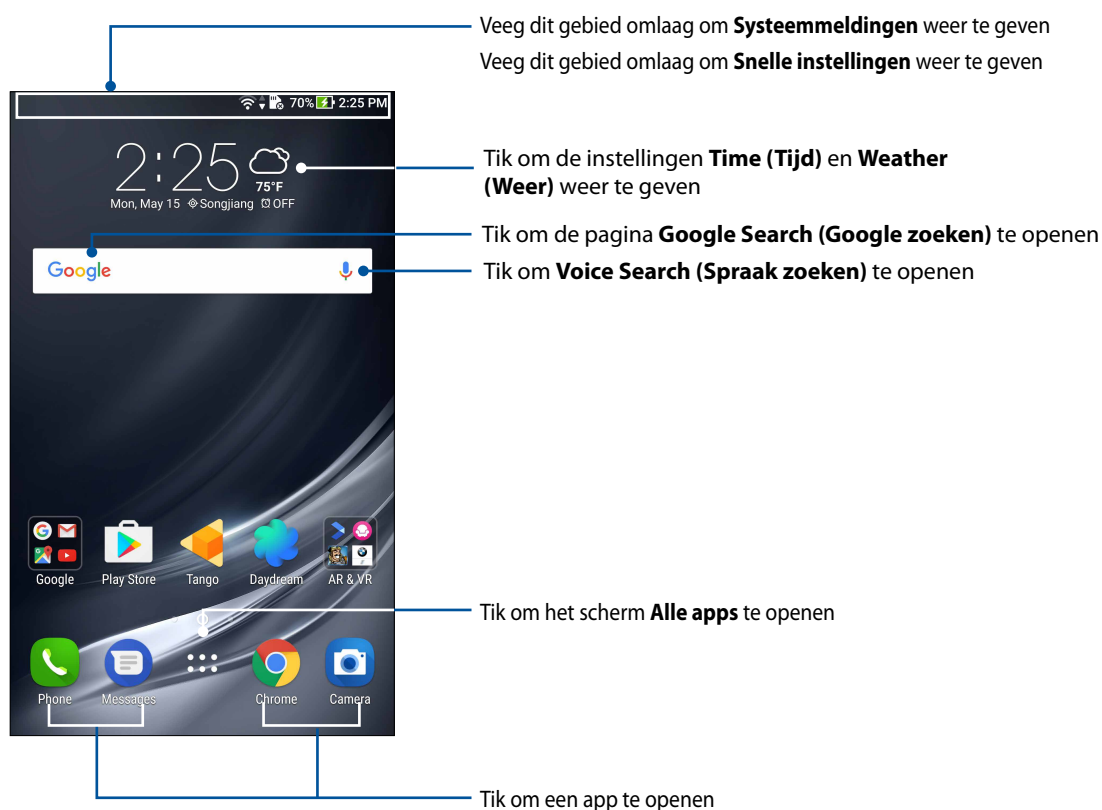 Veeg dit gebied omlaag om Systeemmeldingen weer te geven
Veeg dit gebied omlaag om Snelle instellingen weer te geven
70% 2:25 PM
2:25
75°F
Mon, May 15 Songjiang OFF
Tik om de instellingen Time (Tijd) en Weather
(Weer) weer te geven
Tik om de pagina Google Search (Google zoeken) te openen
Google
Tik om Voice Search (Spraak zoeken) te openen
Google Play Store Tango Daydream AR & VR
Tik om het scherm Alle apps te openen
Phone Messages Chrome Camera
Tik om een app te openen